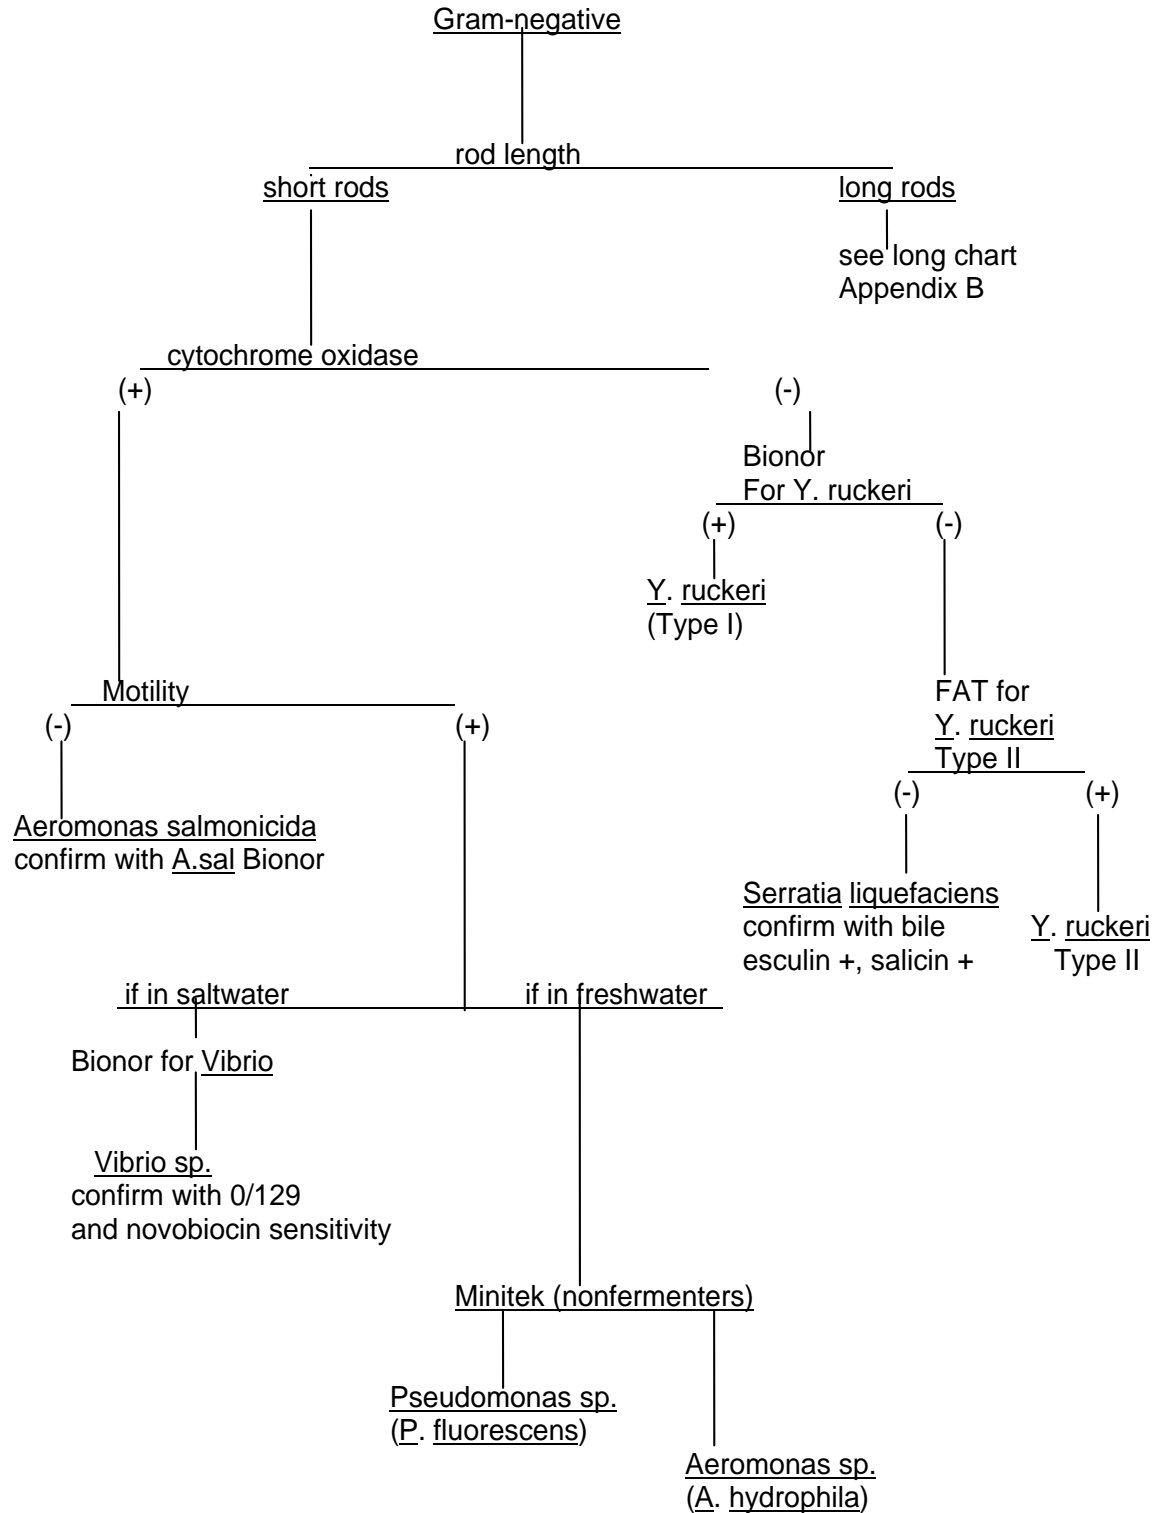 Gram-negative
rod length
short rods
long rods
see long chart
Appendix B
cytochrome oxidase
(+)
(-)
Bionor
For Y. ruckeri
(+)
(-)
Y. ruckeri
(Type I)
Motility
(-)
(+)
FAT for
Y. ruckeri
Type II
(-)
(+)
Aeromonas salmonicida
confirm with A.sal Bionor
Serratia liquefaciens
confirm with bile
esculin +, salicin +
Y. ruckeri
Type II
if in saltwater
if in freshwater
Bionor for Vibrio
Vibrio sp.
confirm with 0/129
and novobiocin sensitivity
Minitek (nonfermenters)
Pseudomonas sp.
(P. fluorescens)
Aeromonas sp.
(A. hydrophila)